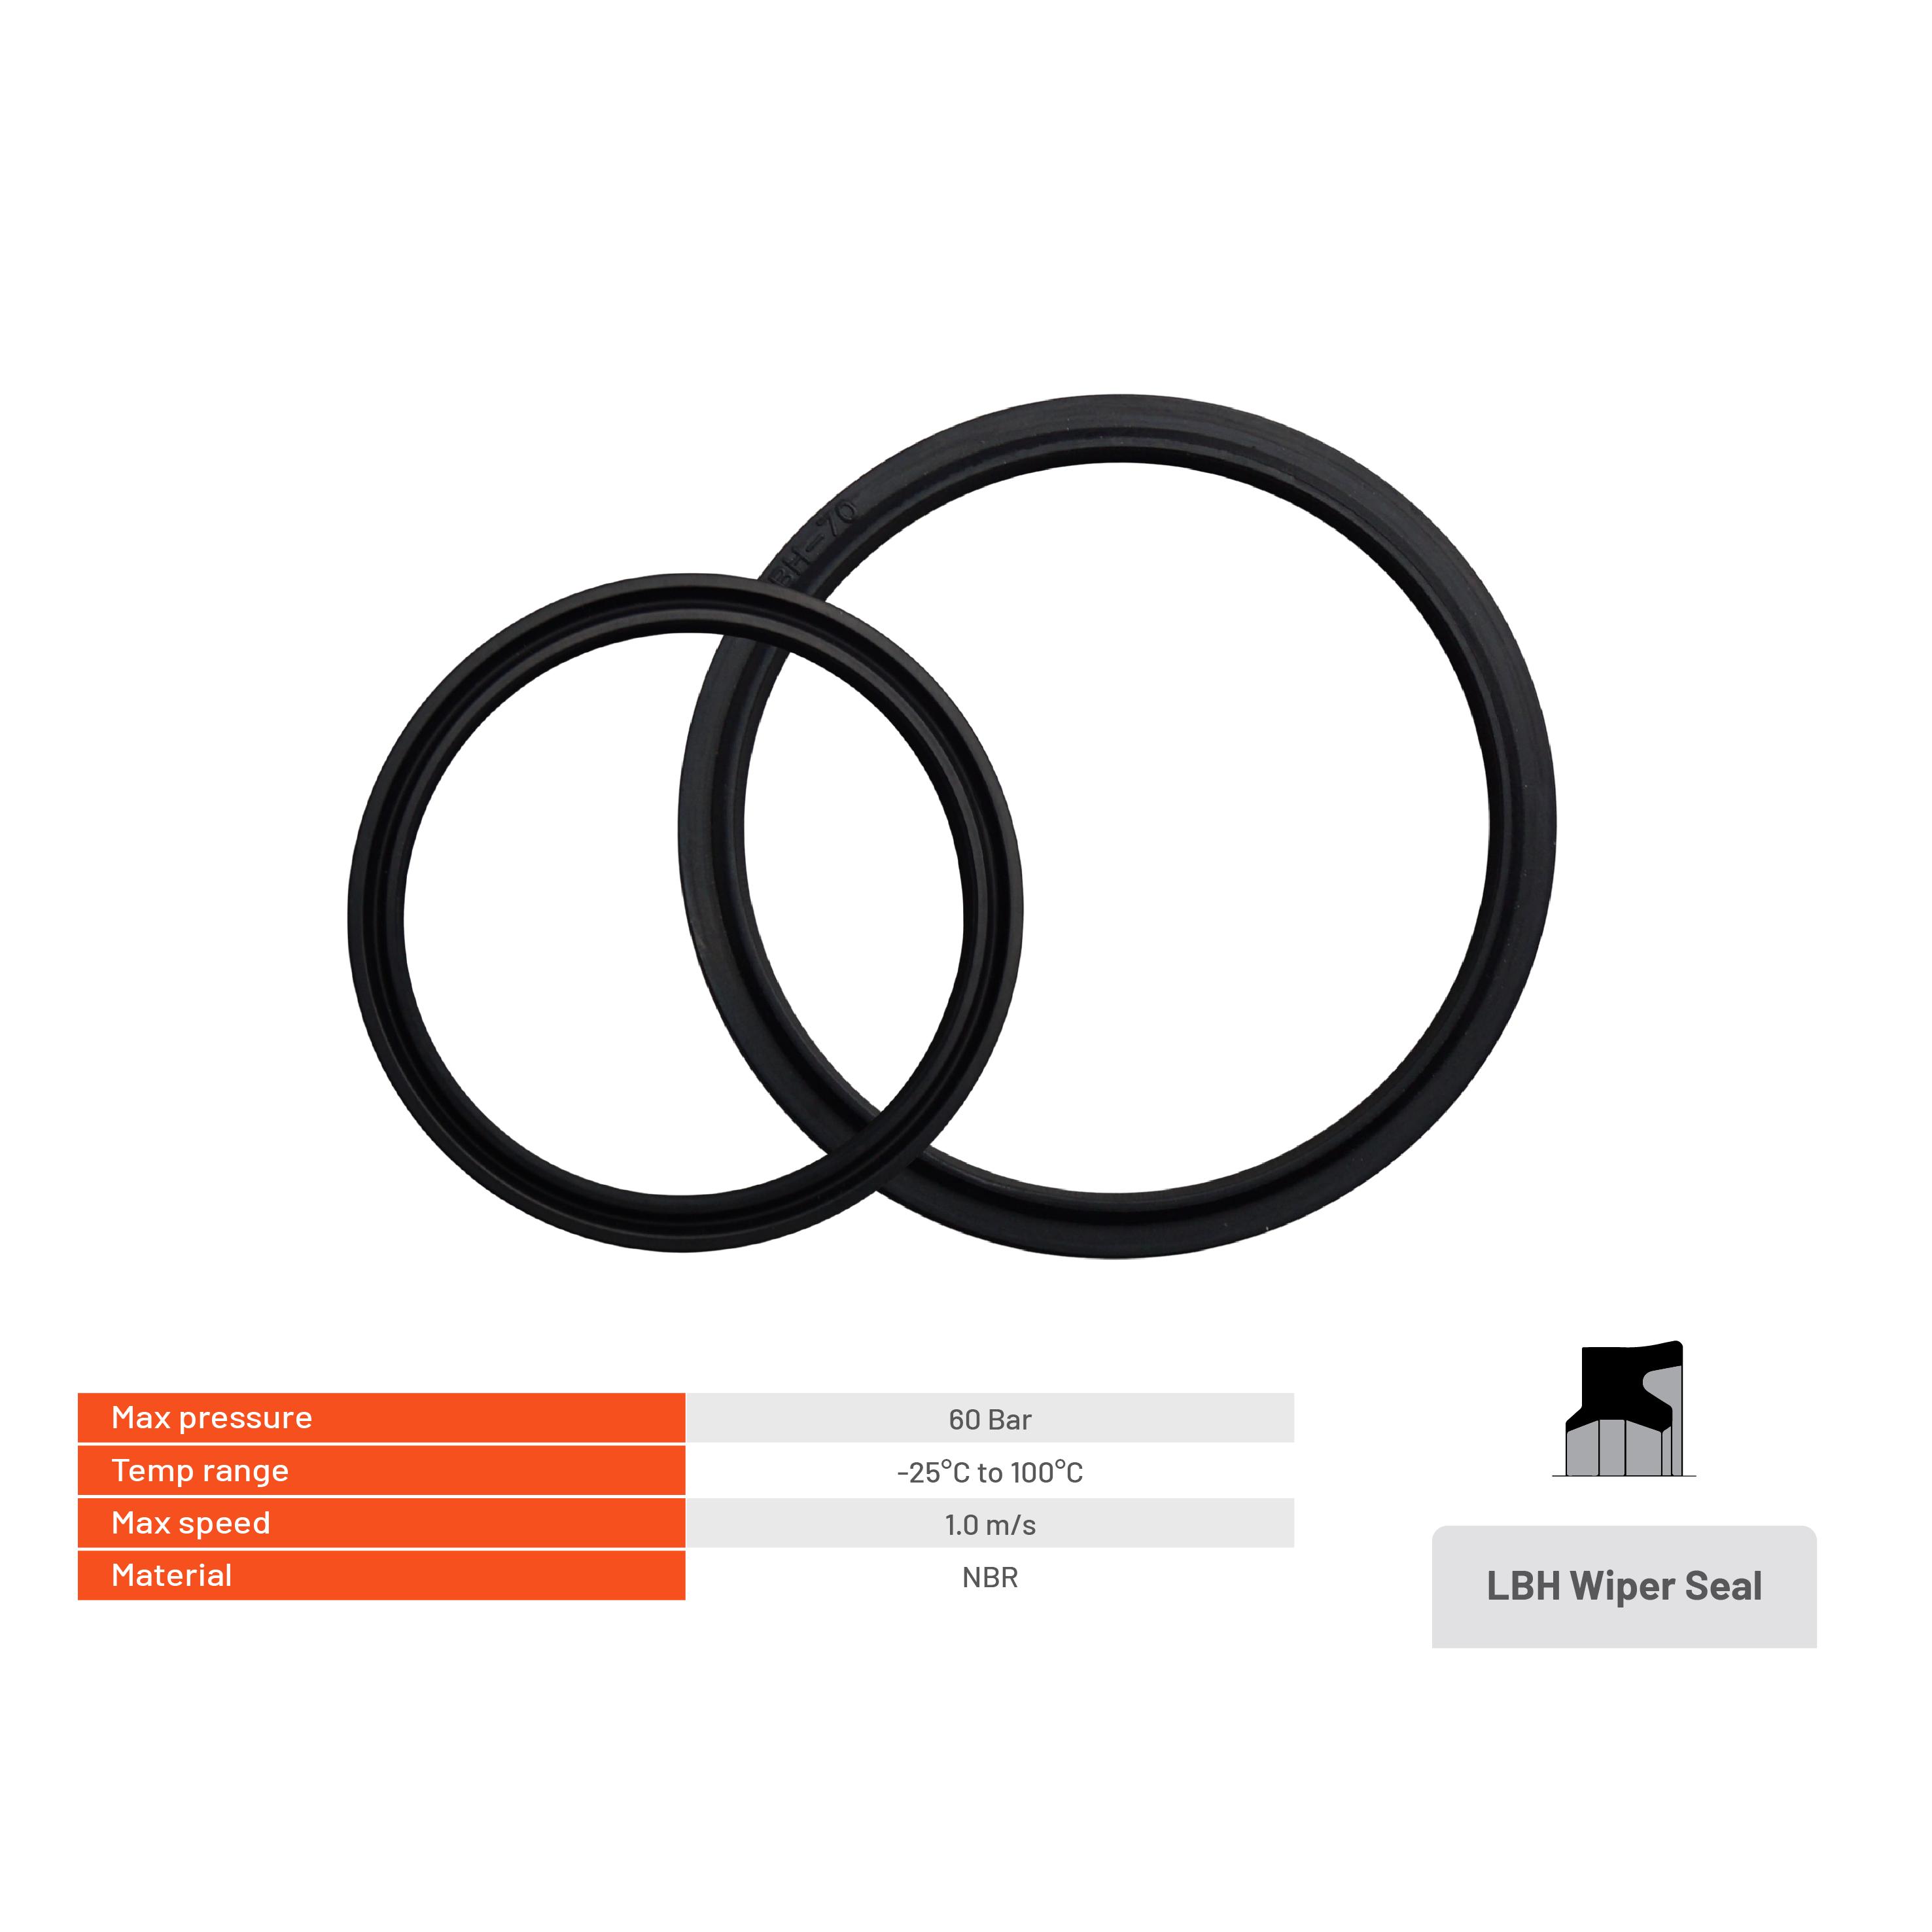 BH-70
Max pressure 60 Bar
Temp range -25°C to 100°C
Max speed 1.0 m/s
Material NBR
LBH Wiper Seal